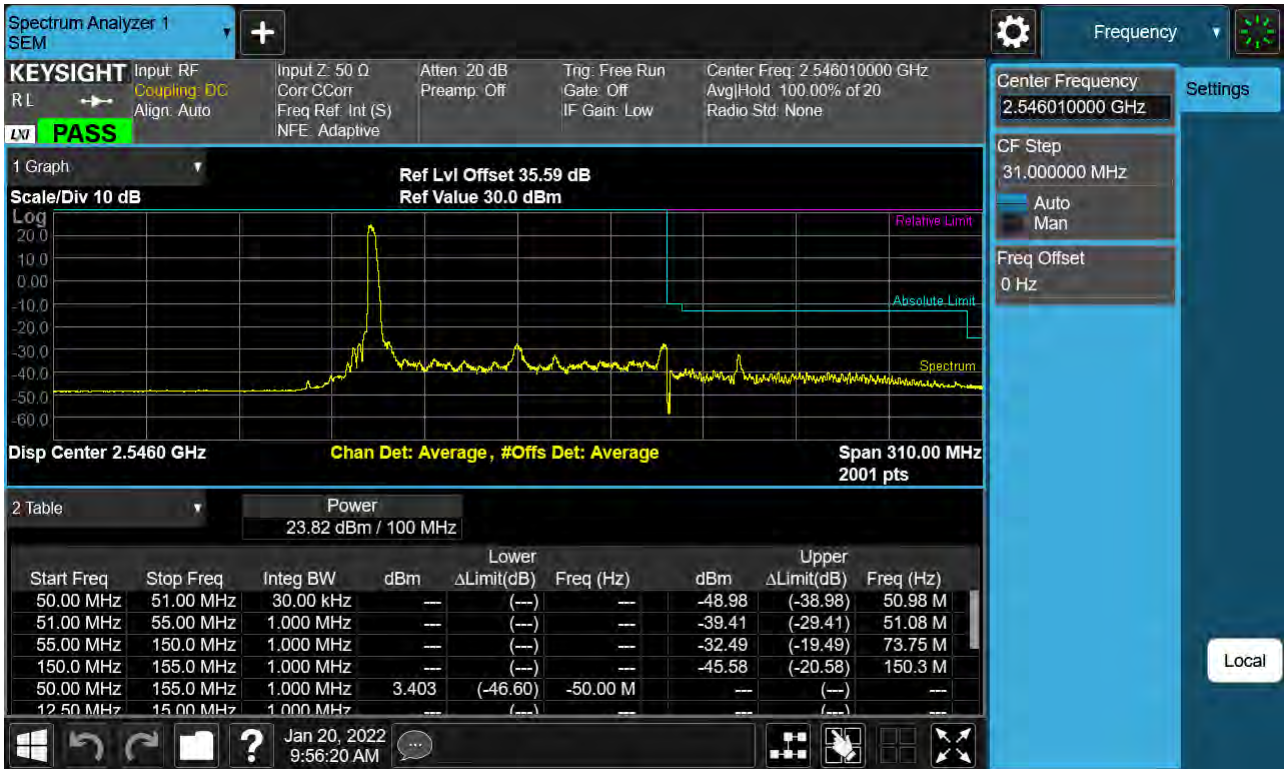 Spectrum Analyzer 1
SEM
+
Frequency
KEYSIGHT
RL
LXI
PASS
Input: RF
Coupling: DC
Align: Auto
Input Z: 50 Ω
Corr CCorr
Freq Ref: Int (S)
NFE: Adaptive
Atten: 20 dB
Preamp: Off
Trig: Free Run
Gate: Off
IF Gain: Low
Center Freq: 2.546010000 GHz
Avg|Hold: 100.00% of 20
Radio Std: None
Center Frequency
2.546010000 GHz
Settings
CF Step
31.000000 MHz
Auto
Man
Freq Offset
0 Hz
Local
1 Graph
Scale/Div 10 dB
Ref Lvl Offset 35.59 dB
Ref Value 30.0 dBm
Log
20.0
10.0
0.00
-10.0
-20.0
-30.0
-40.0
-50.0
-60.0
Relative Limit
Absolute Limit
Spectrum
Disp Center 2.5460 GHz
Chan Det: Average, #Offs Det: Average
Span 310.00 MHz
2001 pts
2 Table
Power
23.82 dBm / 100 MHz
Lower Upper
Start Freq Stop Freq Integ BW dBm ΔLimit(dB) Freq (Hz) dBm ΔLimit(dB) Freq (Hz)
50.00 MHz 51.00 MHz 30.00 kHz --- (---) --- -48.98 (-38.98) 50.98 M
51.00 MHz 55.00 MHz 1.000 MHz --- (---) --- -39.41 (-29.41) 51.08 M
55.00 MHz 150.0 MHz 1.000 MHz --- (---) --- -32.49 (-19.49) 73.75 M
150.0 MHz 155.0 MHz 1.000 MHz --- (---) --- -45.58 (-20.58) 150.3 M
50.00 MHz 155.0 MHz 1.000 MHz 3.403 (-46.60) -50.00 M --- (---) ---
12.50 MHz 15.00 MHz 1.000 MHz --- (---) --- --- (---) ---
?
Jan 20, 2022
9:56:20 AM